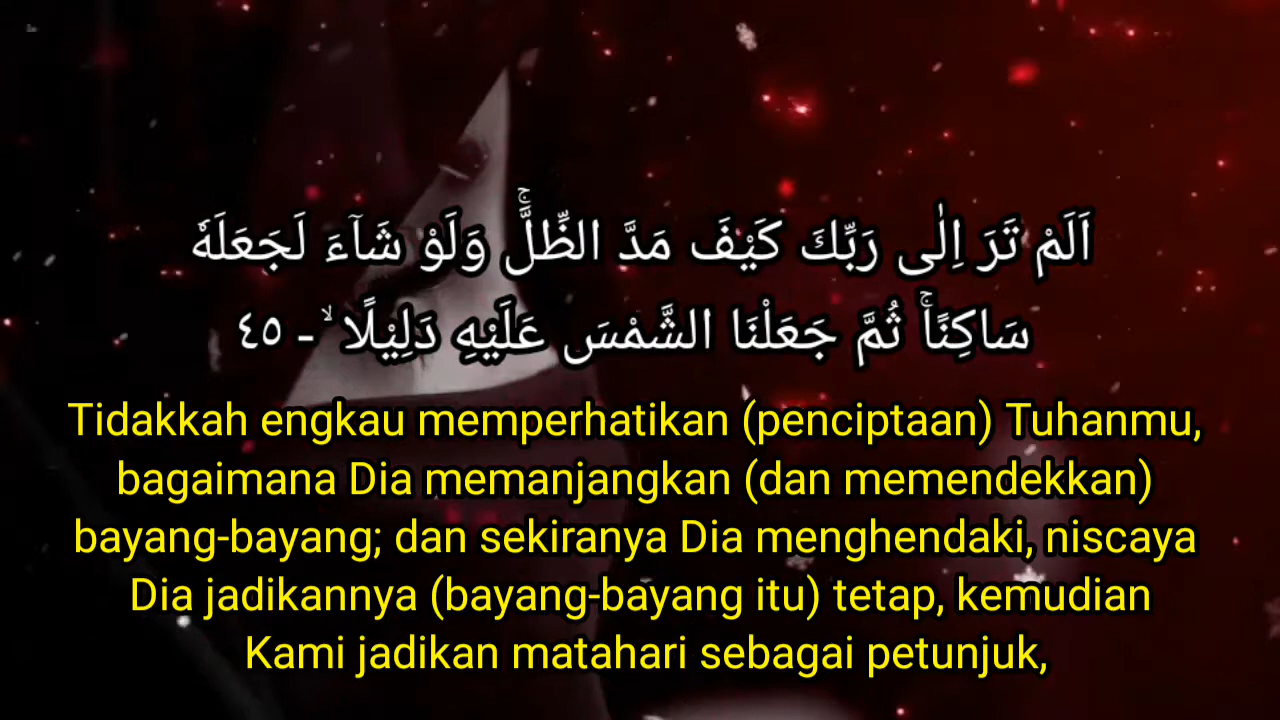 اَلَمْ تَرَ اِلٰى رَبِّكَ كَيْفَ مَدَّ الظِّلَّۚ وَلَوْ شَاۤءَ لَجَعَلَهٗ
سَاكِنًاۚ ثُمَّ جَعَلْنَا الشَّمْسَ عَلَيْهِ دَلِيْلًا ۙ - ٤٥
Tidakkah engkau memperhatikan (penciptaan) Tuhanmu,
bagaimana Dia memanjangkan (dan memendekkan)
bayang-bayang; dan sekiranya Dia menghendaki, niscaya
Dia jadikannya (bayang-bayang itu) tetap, kemudian
Kami jadikan matahari sebagai petunjuk,